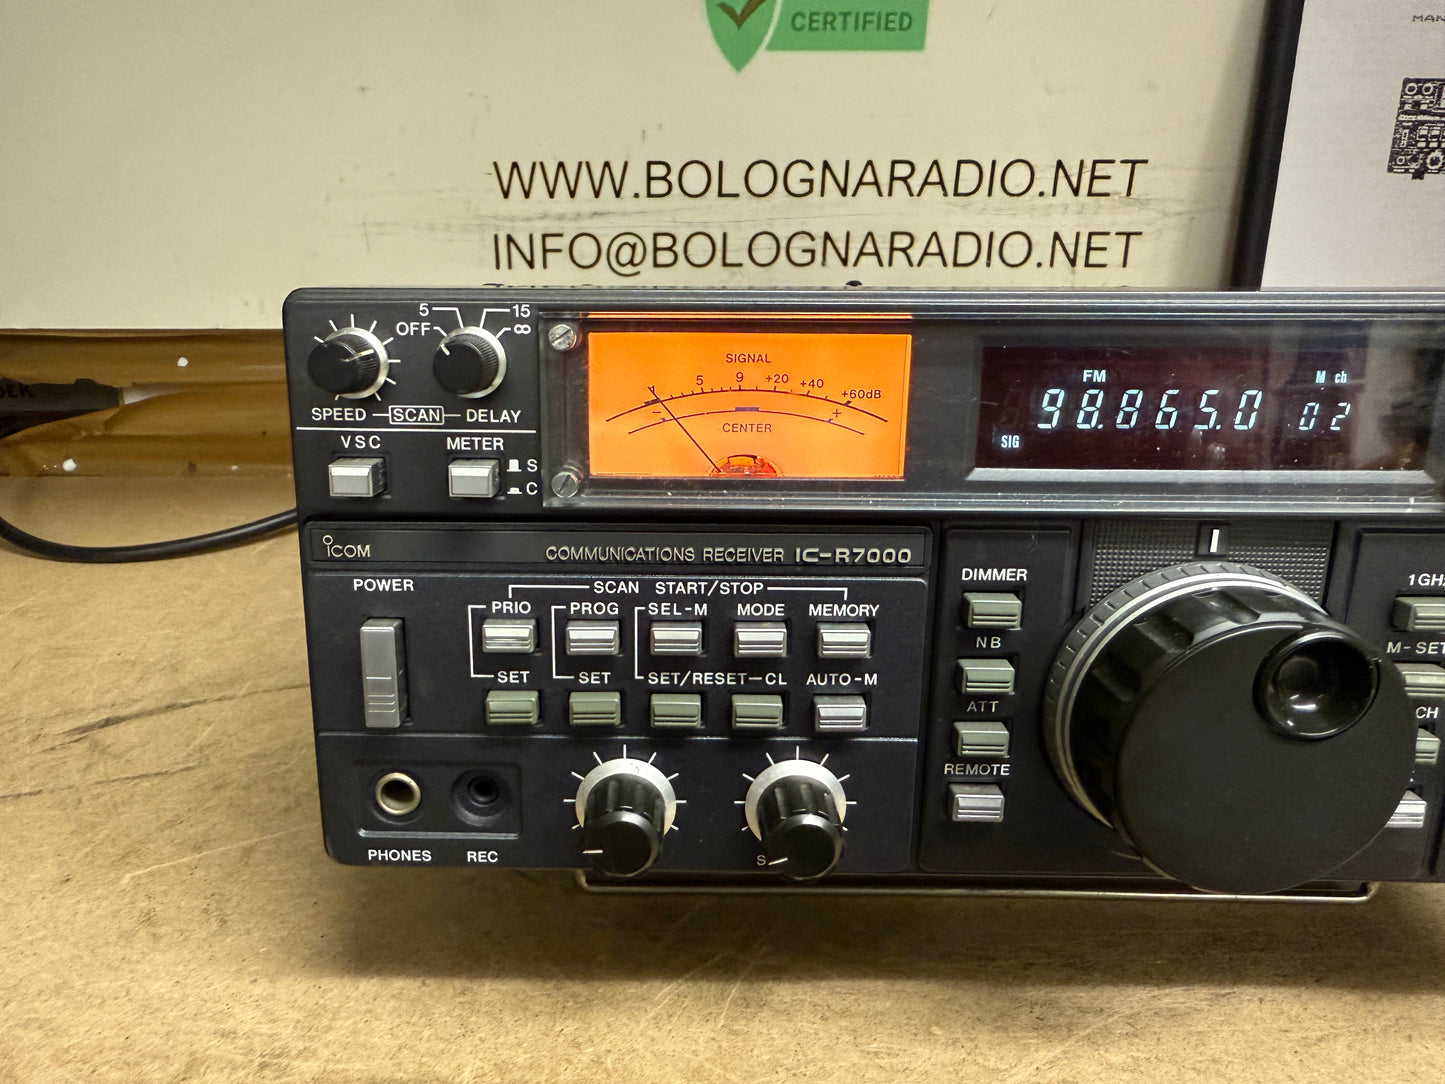 CERTIFIED
WWW.BOLOGNARADIO.NET
INFO@BOLOGNARADIO.NET
5 15
OFF ∞
SPEED SCAN DELAY
VSC METER
S
C
SIGNAL
5 9 +20 +40 +60dB
- +
CENTER
FM M ch
98.865.0 02
SIG
ICOM
COMMUNICATIONS RECEIVER IC-R7000
POWER
SCAN START/STOP
PRIO PROG SEL-M MODE MEMORY
SET SET SET/RESET-CL AUTO-M
PHONES REC
S
DIMMER
NB
ATT
REMOTE
M-SET
CH